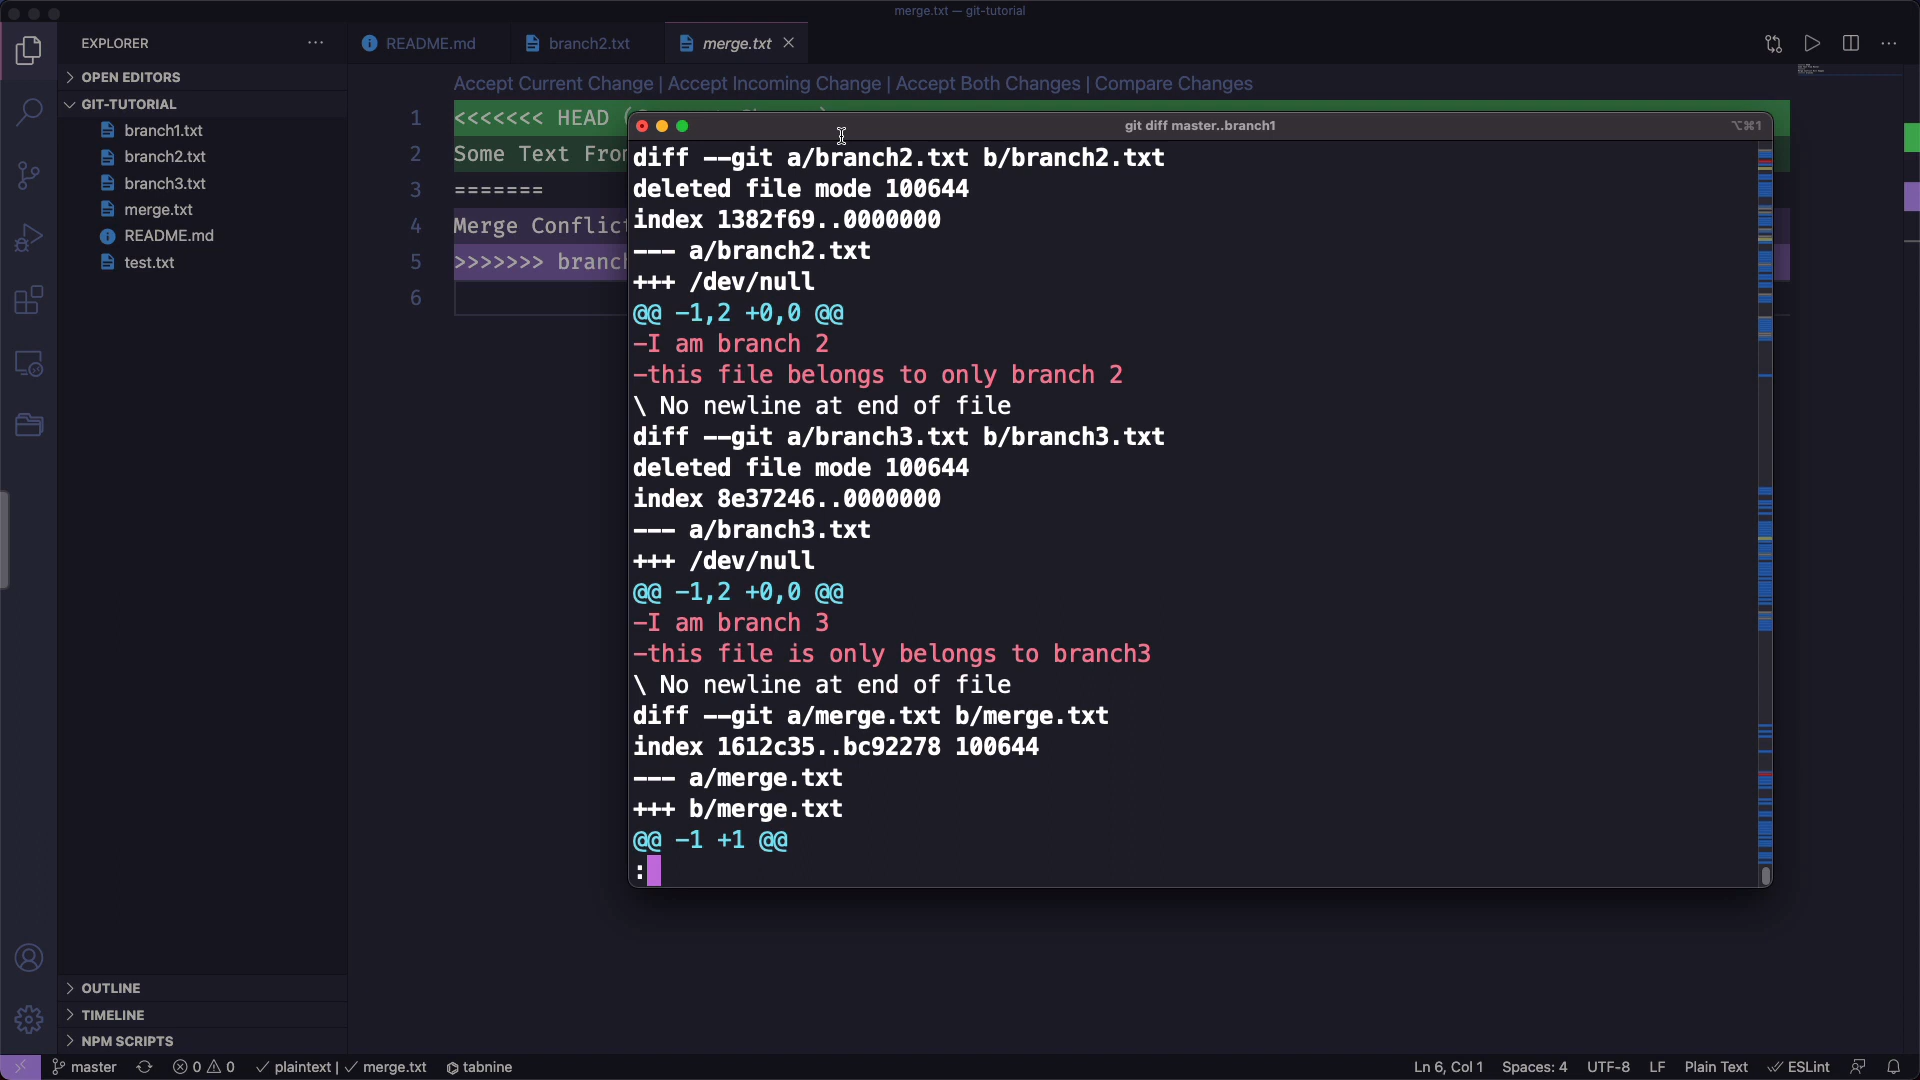 merge.txt — git-tutorial
EXPLORER
README.md
branch2.txt
merge.txt
OPEN EDITORS
GIT-TUTORIAL
branch1.txt
branch2.txt
branch3.txt
merge.txt
README.md
test.txt
Accept Current Change | Accept Incoming Change | Accept Both Changes | Compare Changes
1 <<<<<<< HEAD
2 Some Text
3 =======
4 Merge
5 >>>>>>>
6
git diff master..branch1
⌥⌘1
diff --git a/branch2.txt b/branch2.txt
deleted file mode 100644
index 1382f69..0000000
--- a/branch2.txt
+++ /dev/null
@@ -1,2 +0,0 @@
-I am branch 2
-this file belongs to only branch 2
\ No newline at end of file
diff --git a/branch3.txt b/branch3.txt
deleted file mode 100644
index 8e37246..0000000
--- a/branch3.txt
+++ /dev/null
@@ -1,2 +0,0 @@
-I am branch 3
-this file is only belongs to branch3
\ No newline at end of file
diff --git a/merge.txt b/merge.txt
index 1612c35..bc92278 100644
--- a/merge.txt
+++ b/merge.txt
@@ -1 +1 @@
:
OUTLINE
TIMELINE
NPM SCRIPTS
master
0 0
plaintext | merge.txt
tabnine
Ln 6, Col 1
Spaces: 4
UTF-8
LF
Plain Text
ESLint